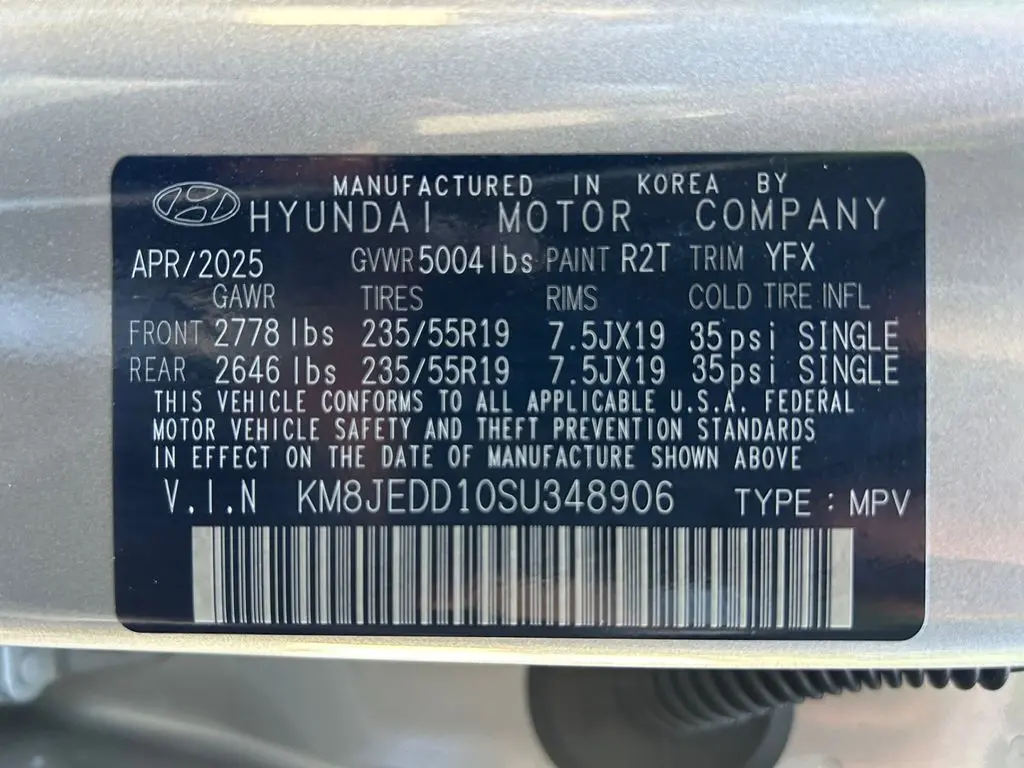 MANUFACTURED IN KOREA BY
HYUNDAI MOTOR COMPANY
APR/2025 GVWR 5004lbs PAINT R2T TRIM YFX
GAWR TIRES RIMS COLD TIRE INFL
FRONT 2778lbs 235/55R19 7.5JX19 35psi SINGLE
REAR 2646lbs 235/55R19 7.5JX19 35psi SINGLE
THIS VEHICLE CONFORMS TO ALL APPLICABLE U.S.A. FEDERAL
MOTOR VEHICLE SAFETY AND THEFT PREVENTION STANDARDS
IN EFFECT ON THE DATE OF MANUFACTURE SHOWN ABOVE
V.I.N KM8JEDD10SU348906 TYPE : MPV